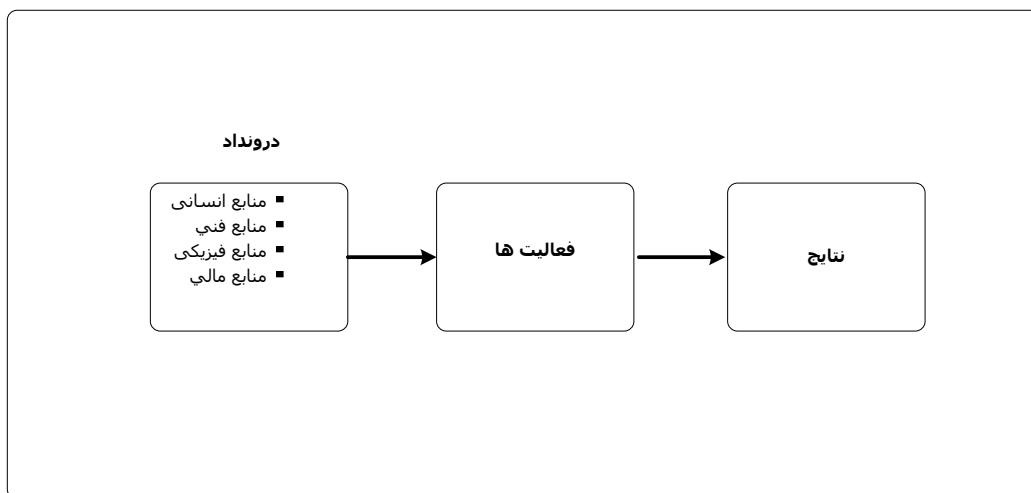 درونداد
▪ منابع انسانی
▪ منابع فني
▪ منابع فیزیکی
▪ منابع مالي
فعالیت ها
نتایج